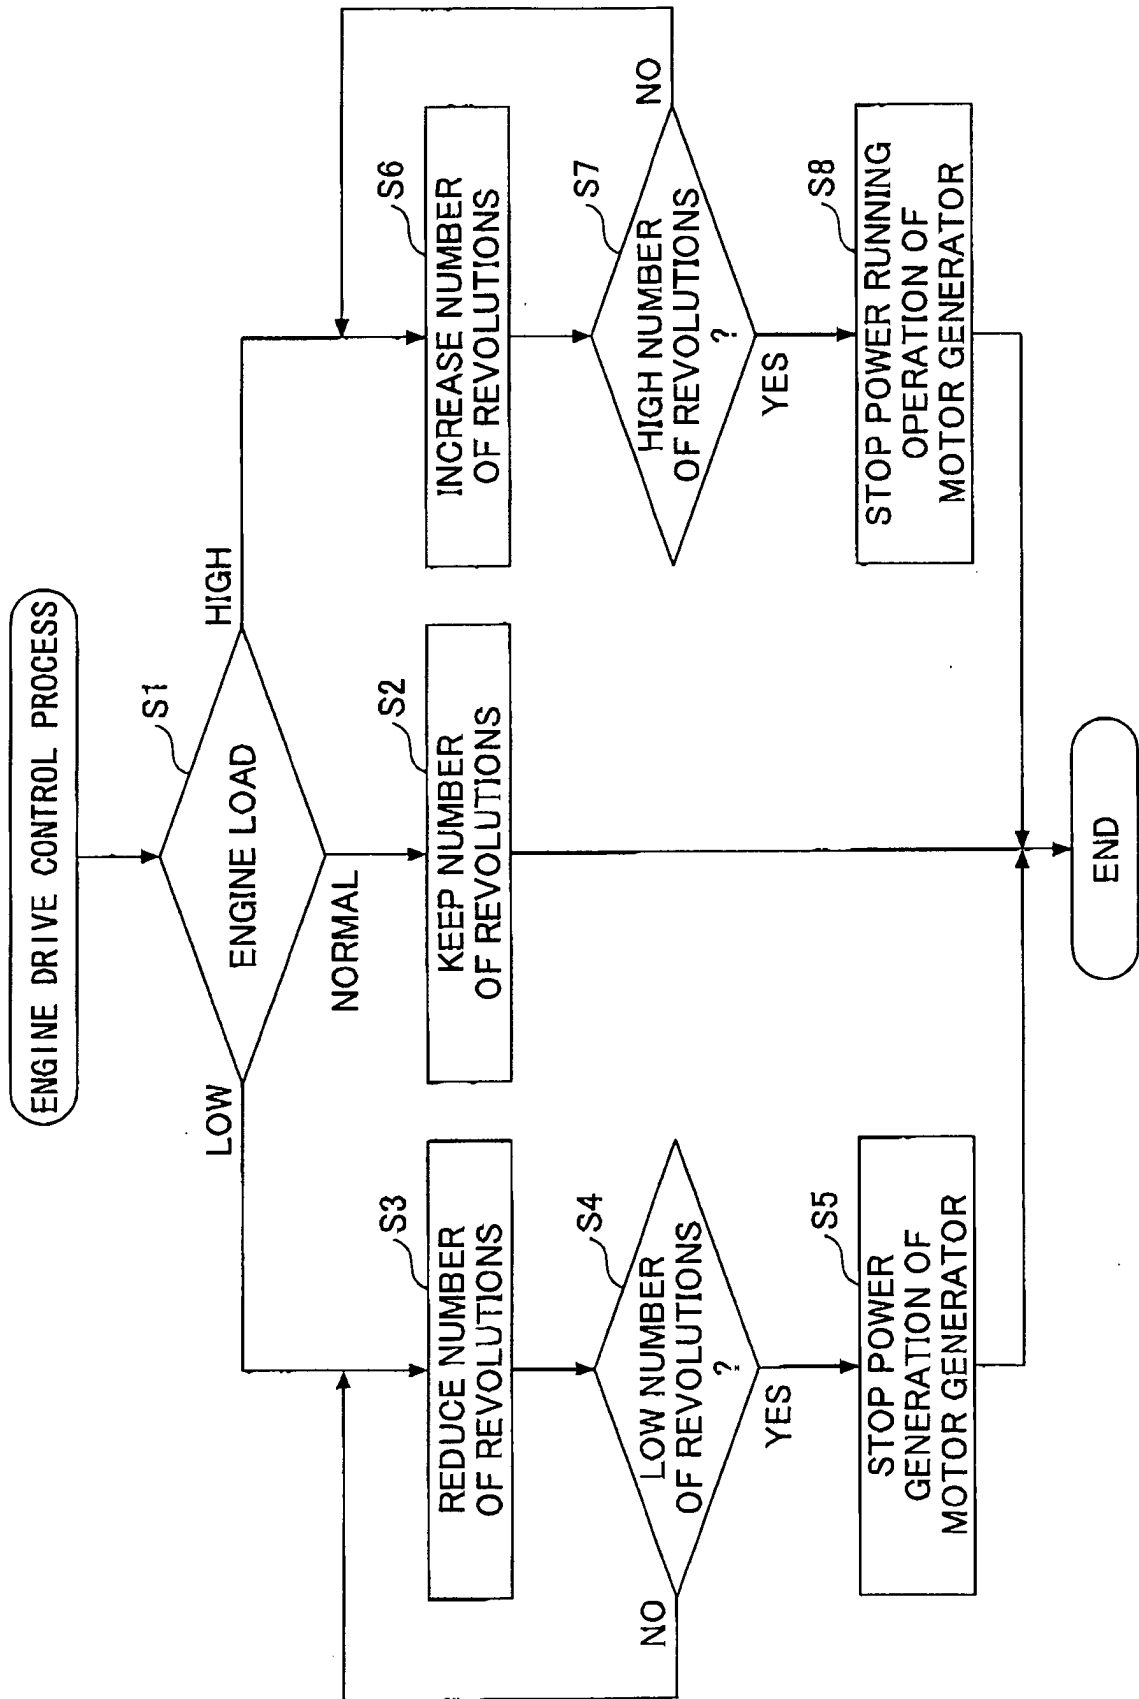 ENGINE DRIVE CONTROL PROCESS
S1
ENGINE LOAD
LOW
NORMAL
HIGH
S3
REDUCE NUMBER
OF REVOLUTIONS
S4
LOW NUMBER
OF REVOLUTIONS
?
NO
YES
S5
STOP POWER
GENERATION OF
MOTOR GENERATOR
S2
KEEP NUMBER
OF REVOLUTIONS
S6
INCREASE NUMBER
OF REVOLUTIONS
S7
HIGH NUMBER
OF REVOLUTIONS
?
NO
YES
S8
STOP POWER RUNNING
OPERATION OF
MOTOR GENERATOR
END